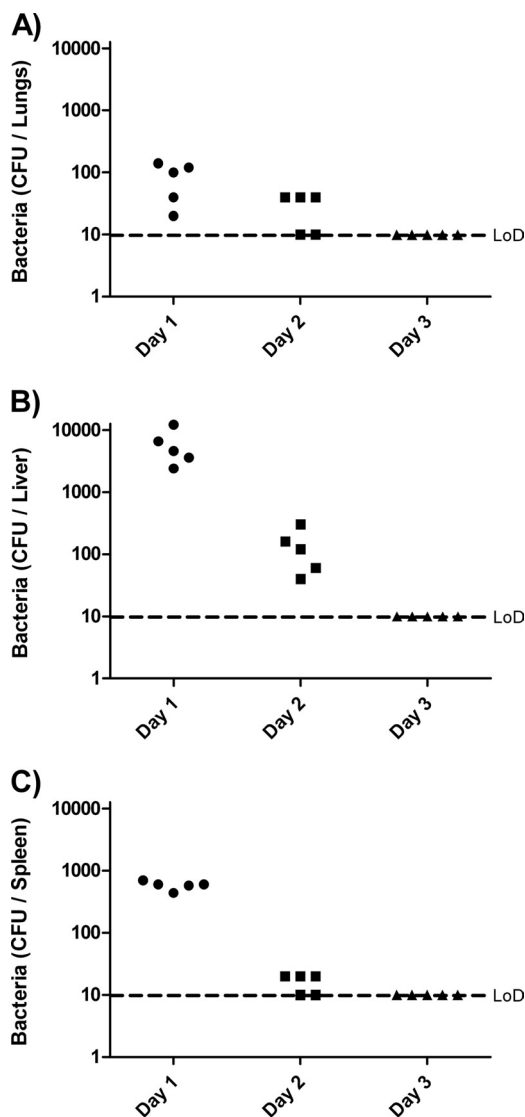 A)
Bacteria (CFU / Lungs)
10000
1000
100
10
1
LoD
Day 1
Day 2
Day 3
B)
Bacteria (CFU / Liver)
10000
1000
100
10
1
LoD
Day 1
Day 2
Day 3
C)
Bacteria (CFU / Spleen)
10000
1000
100
10
1
LoD
Day 1
Day 2
Day 3